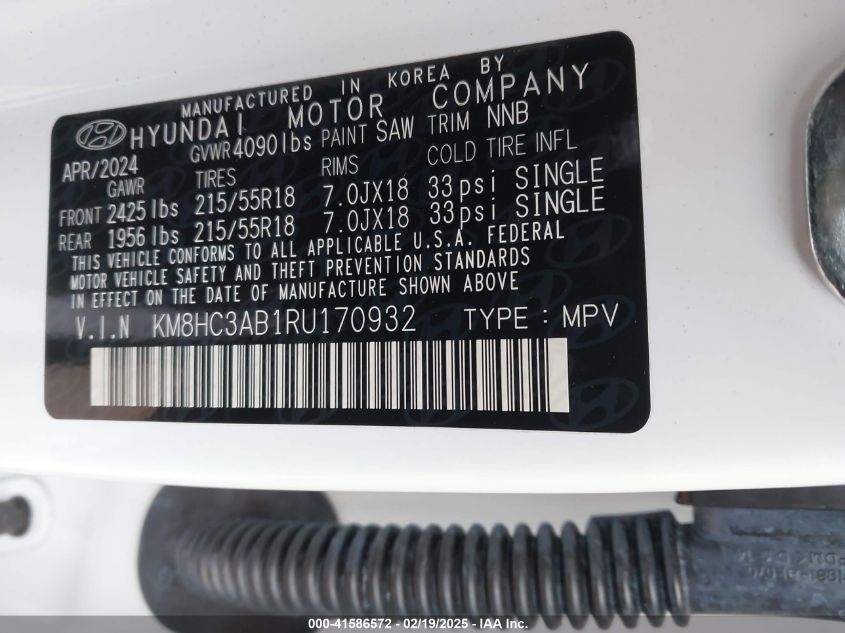 MANUFACTURED IN KOREA BY
HYUNDAI MOTOR COMPANY
APR/2024 GVWR 4090 lbs PAINT SAW TRIM NNB
GAWR TIRES RIMS COLD TIRE INFL
FRONT 2425 lbs 215/55R18 7.0JX18 33psi SINGLE
REAR 1956 lbs 215/55R18 7.0JX18 33psi SINGLE
THIS VEHICLE CONFORMS TO ALL APPLICABLE U.S.A. FEDERAL
MOTOR VEHICLE SAFETY AND THEFT PREVENTION STANDARDS
IN EFFECT ON THE DATE OF MANUFACTURE SHOWN ABOVE
V.I.N KM8HC3AB1RU170932 TYPE : MPV
000-41586572 - 02/19/2025 - IAA Inc.